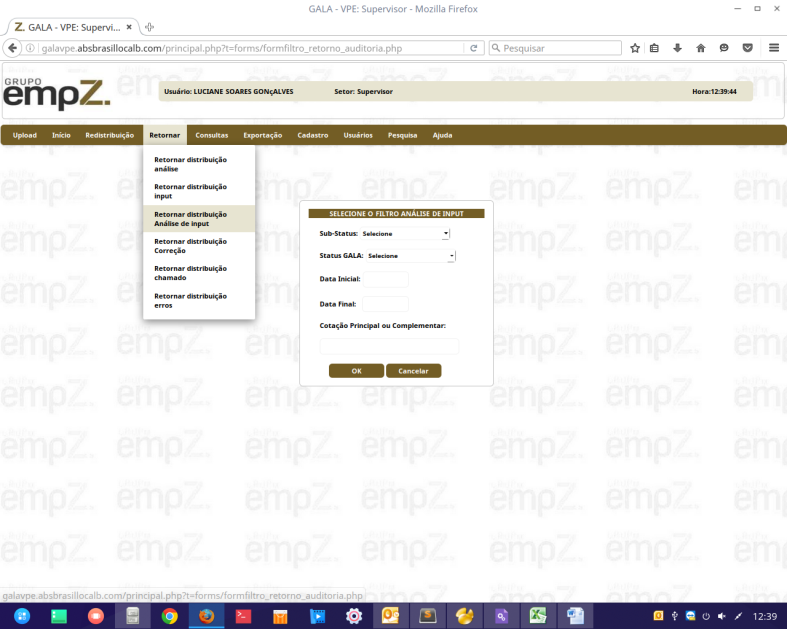 GALA - VPE: Supervisor - Mozilla Firefox
Z. GALA - VPE: Supervi...
galavpe.absbrasillocalb.com/principal.php?t=forms/formfiltro_retorno_auditoria.php
Pesquisar
GRUPO
empZ.
Usuário: LUCIANE SOARES GONçALVES Setor: Supervisor Hora:12:39:44
Upload Início Redistribuição Retornar Consultas Exportação Cadastro Usuários Pesquisa Ajuda
Retornar distribuição
análise
Retornar distribuição
input
Retornar distribuição
Análise de input
Retornar distribuição
Correção
Retornar distribuição
chamado
Retornar distribuição
erros
SELECIONE O FILTRO ANÁLISE DE INPUT
Sub-Status: Selecione
Status GALA: Selecione
Data Inicial:
Data Final:
Cotação Principal ou Complementar:
OK Cancelar
galavpe.absbrasillocalb.com/principal.php?t=forms/formfiltro_retorno_auditoria.php
12:39